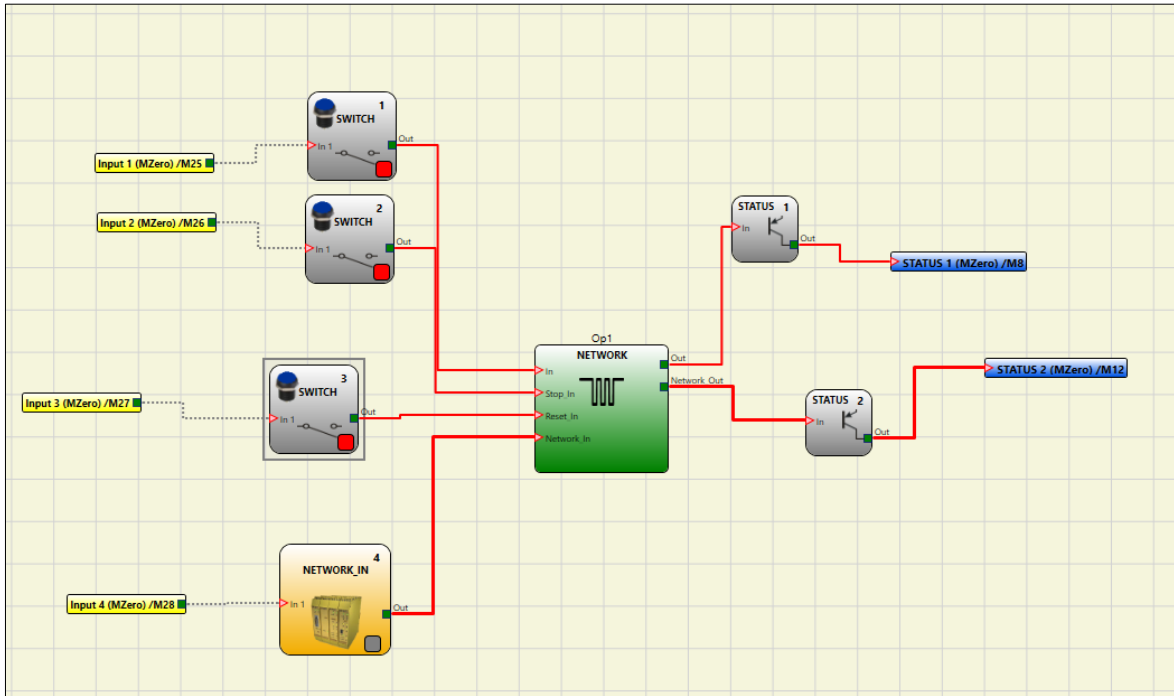 1
SWITCH
In 1
Out
Input 1 (MZero) /M25
2
SWITCH
In 1
Out
Input 2 (MZero) /M26
STATUS 1
In
Out
STATUS 1 (MZero) /M8
Op1
NETWORK
In
Stop_In
Reset_In
Network_In
Out
Network_Out
3
SWITCH
In 1
Out
Input 3 (MZero) /M27
STATUS 2
In
Out
STATUS 2 (MZero) /M12
4
NETWORK_IN
In 1
Out
Input 4 (MZero) /M28